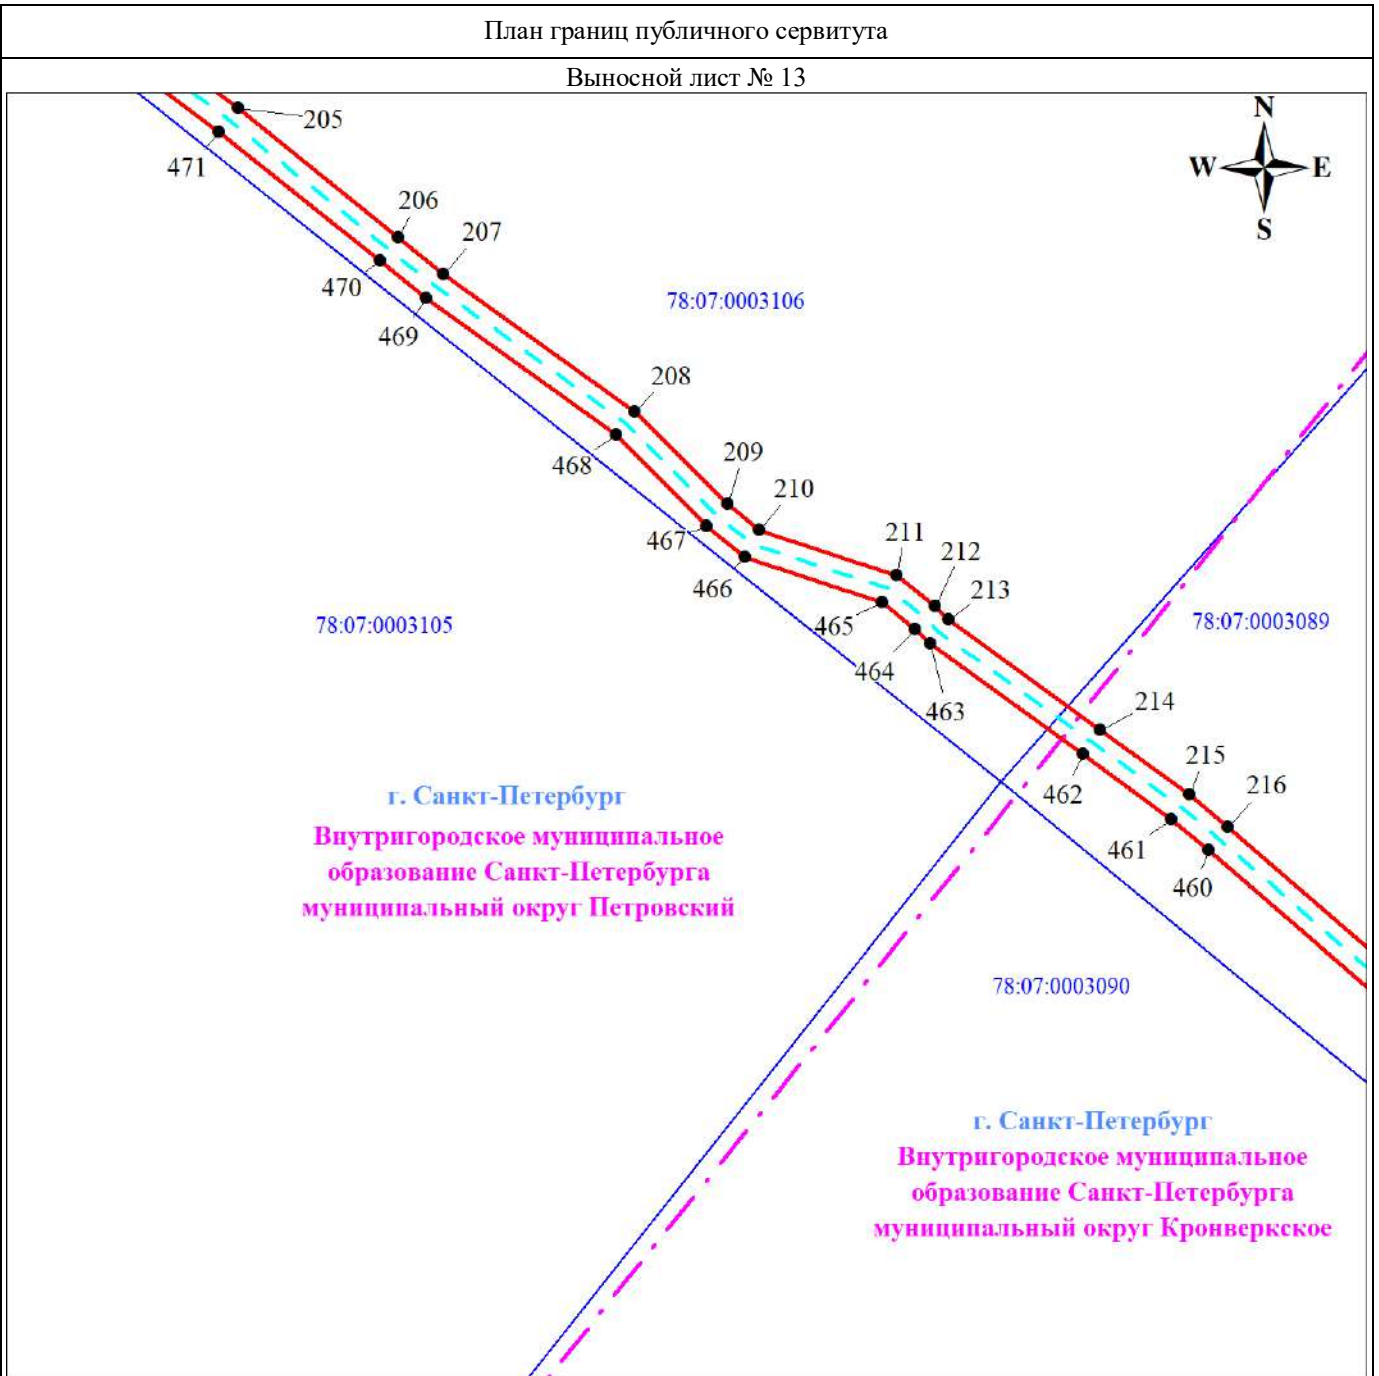 План границ публичного сервитута
Выносной лист № 13
N
W E
S
205
471
206
207
470
469
78:07:0003106
208
468
209
210
467
466
211
212
213
465
464
463
78:07:0003105
78:07:0003089
214
215
216
462
461
460
г. Санкт-Петербург
Внутригородское муниципальное
образование Санкт-Петербурга
муниципальный округ Петровский
78:07:0003090
г. Санкт-Петербург
Внутригородское муниципальное
образование Санкт-Петербурга
муниципальный округ Кронверкское